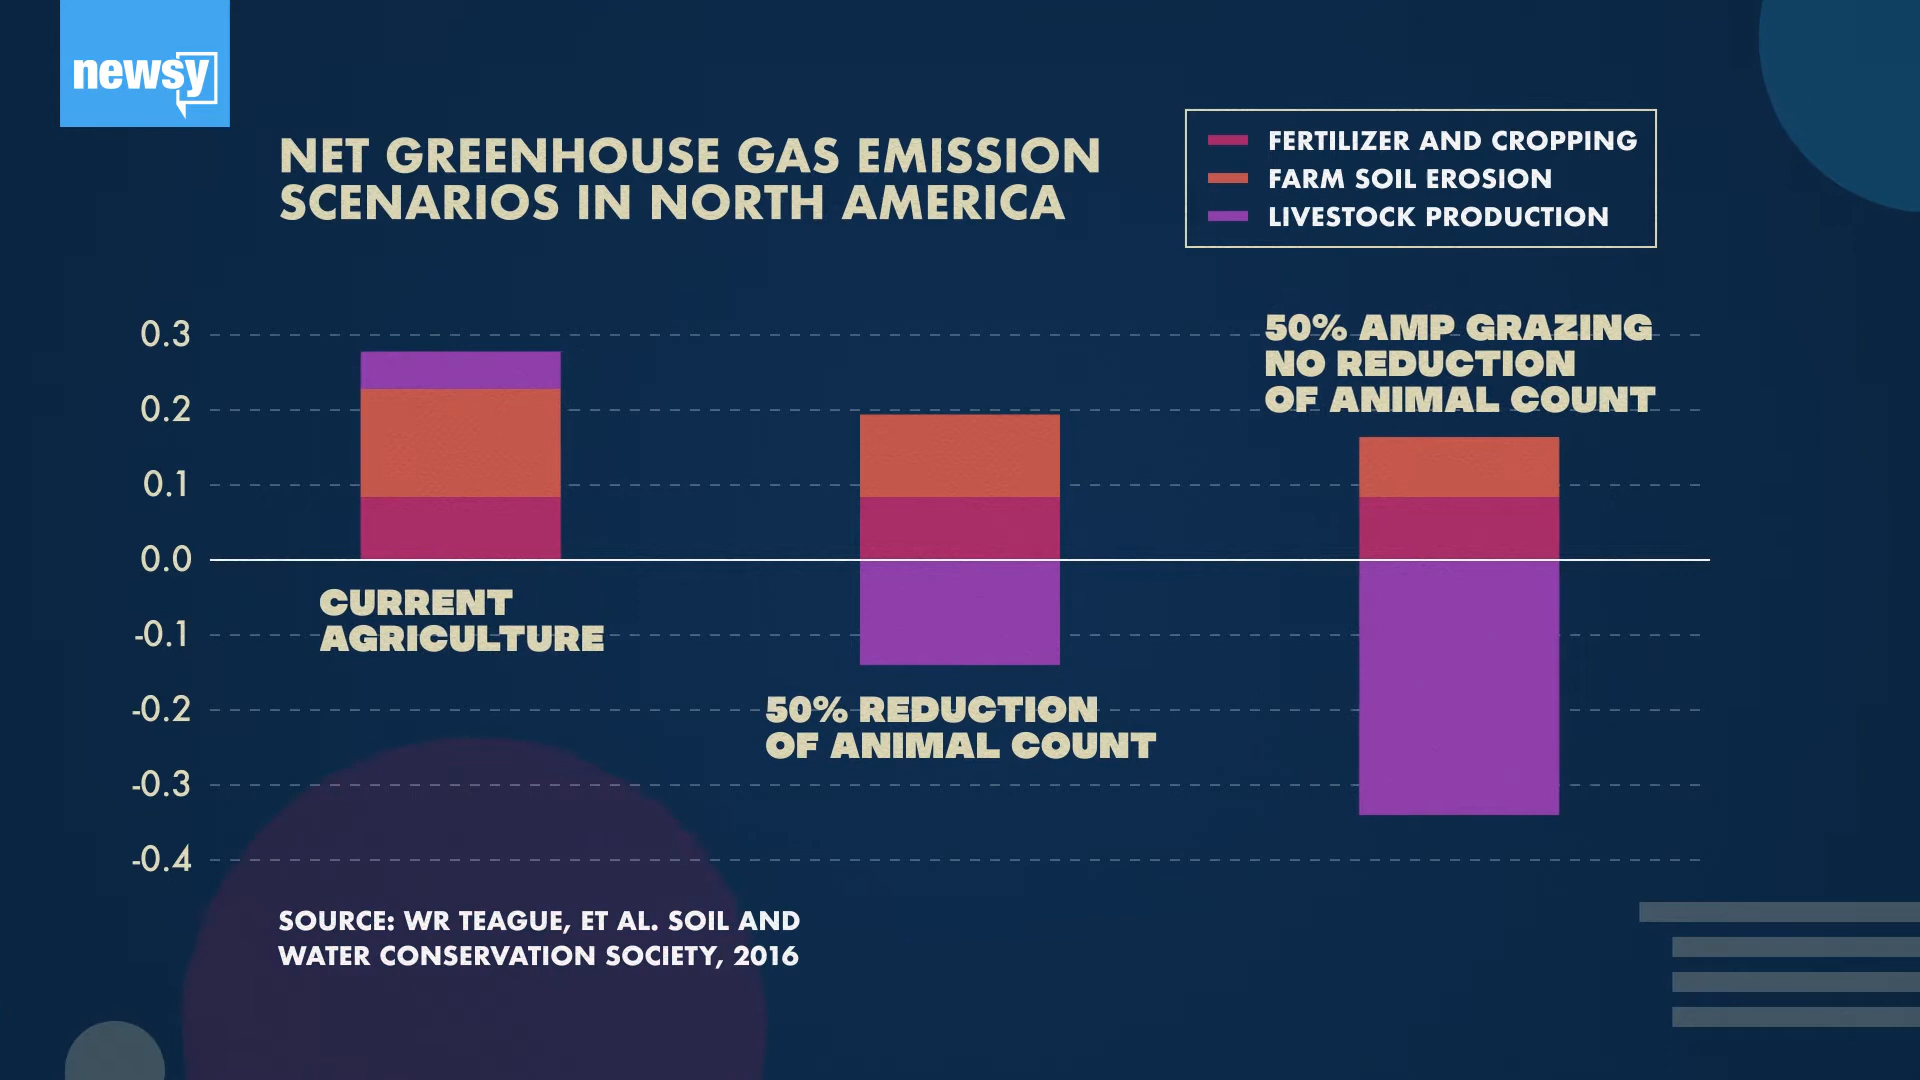 newsy
NET GREENHOUSE GAS EMISSION
SCENARIOS IN NORTH AMERICA
FERTILIZER AND CROPPING
FARM SOIL EROSION
LIVESTOCK PRODUCTION
50% AMP GRAZING
NO REDUCTION
OF ANIMAL COUNT
0.3
0.2
0.1
0.0
-0.1
-0.2
-0.3
-0.4
CURRENT
AGRICULTURE
50% REDUCTION
OF ANIMAL COUNT
SOURCE: WR TEAGUE, ET AL. SOIL AND
WATER CONSERVATION SOCIETY, 2016